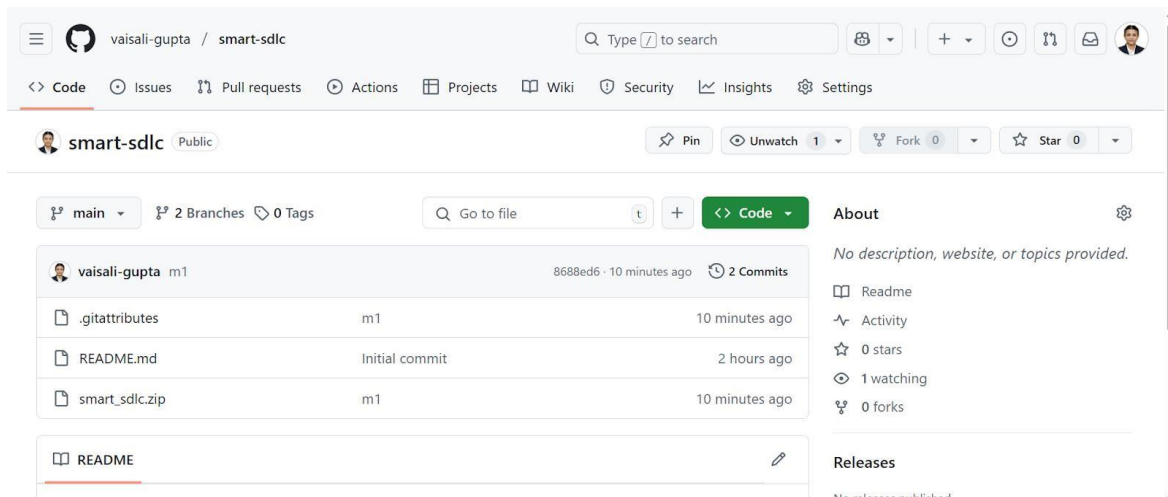 vaisali-gupta / smart-sdlc Type / to search
Code Issues Pull requests Actions Projects Wiki Security Insights Settings
smart-sdlc Public Pin Unwatch 1 Fork 0 Star 0
main 2 Branches 0 Tags Go to file t Code
vaisali-gupta m1 8688ed6 · 10 minutes ago 2 Commits
.gitattributes m1 10 minutes ago
README.md Initial commit 2 hours ago
smart_sdlc.zip m1 10 minutes ago
README
About
No description, website, or topics provided.
Readme
Activity
0 stars
1 watching
0 forks
Releases
No releases published